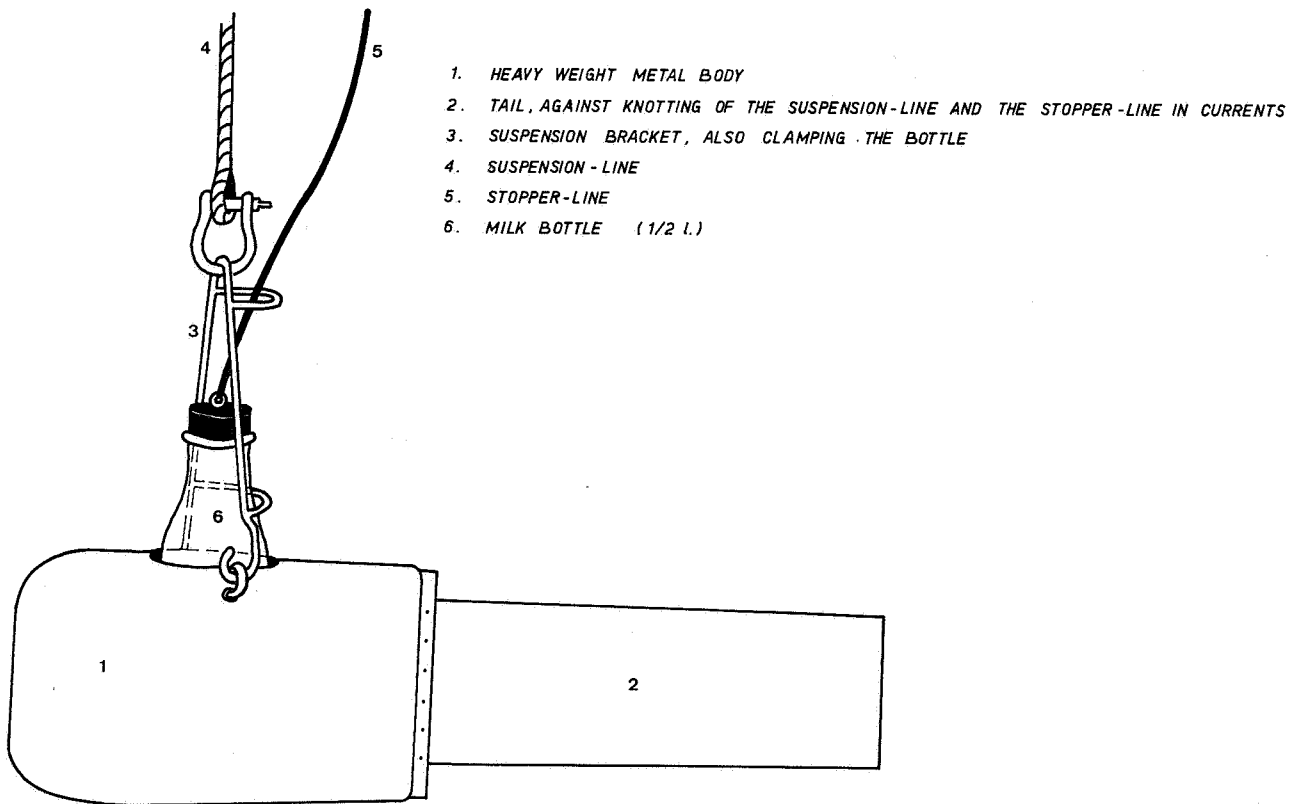 4
5
1. HEAVY WEIGHT METAL BODY
2. TAIL, AGAINST KNOTTING OF THE SUSPENSION-LINE AND THE STOPPER-LINE IN CURRENTS
3. SUSPENSION BRACKET, ALSO CLAMPING THE BOTTLE
4. SUSPENSION-LINE
5. STOPPER-LINE
6. MILK BOTTLE (1/2 l.)
3
6
1
2